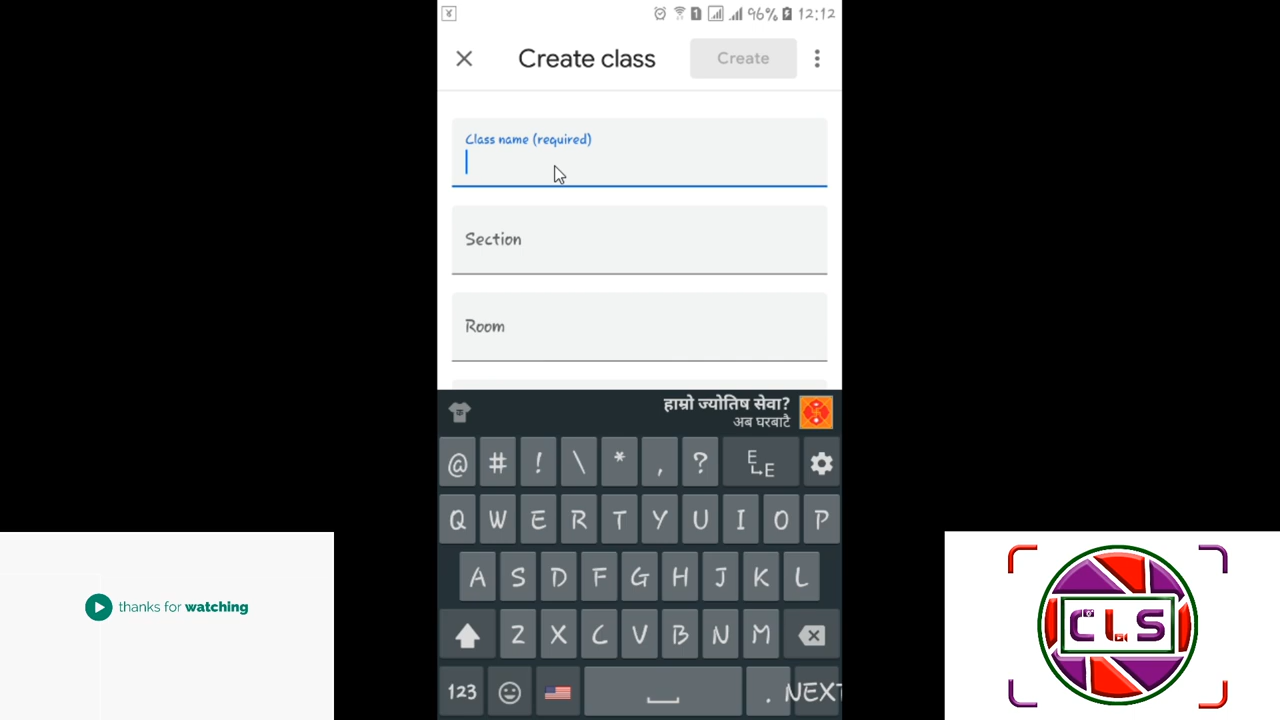 96% 12:12
Create class
Create
Class name (required)
Section
Room
हाम्रो ज्योतिष सेवा?
अब घरबाटै
@ # ! \ * , ? E E
Q W E R T Y U I O P
A S D F G H J K L
Z X C V B N M
123 . NEXT
thanks for watching
CLS